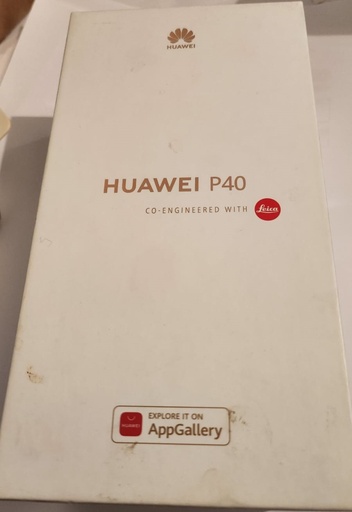 HUAWEI
HUAWEI P40
CO-ENGINEERED WITH Leica
EXPLORE IT ON
HUAWEI AppGallery